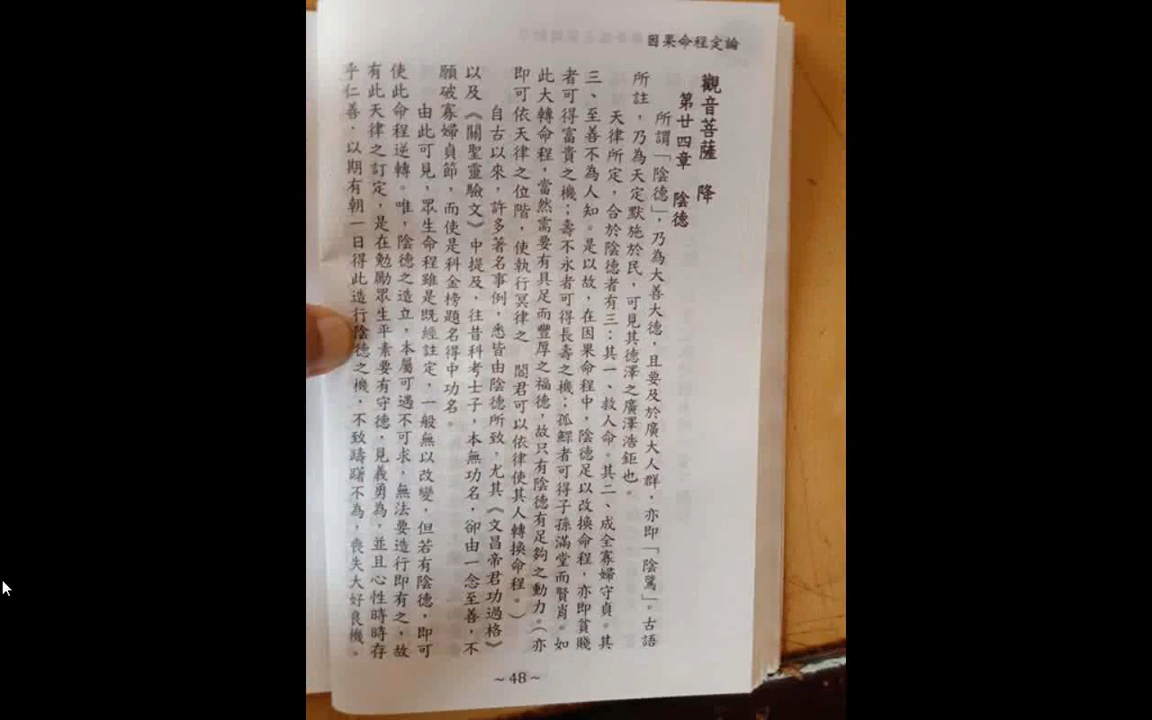 因果命程定論
觀音菩薩 降
第廿四章 陰德
所謂「陰德」，乃為大善大德，且要及於廣大人群，亦即「陰騭」。古語
所註，乃為天定默施於民，可見其德澤之廣澤浩鉅也。
天律所定，合於陰德者有三：其一、救人命。其二、成全寡婦守貞。其
三、至善不為人知。是以故，在因果命程中，陰德足以改換命程，亦即貧賤
者可得富貴之機；壽不永者可得長壽之機；孤鰥者可得子孫滿堂而賢肖。如
此大轉命程，當然需要有具足而豐厚之福德，故只有陰德有足夠之動力。（亦
即可依天律之位階，使執行冥律之 閻君可以依律使其人轉換命程。）
自古以來，許多著名事例，悉皆由陰德所致，尤其《文昌帝君功過格》
以及《關聖靈驗文》中提及，往昔科考士子，本無功名，卻由一念至善，不
願破寡婦貞節，而使是科金榜題名得中功名。
由此可見，眾生命程雖是既經註定，一般無以改變，但若有陰德，即可
使此命程逆轉。唯，陰德之造立，本屬可遇不可求，無法要造行即有之，故
有此天律之訂定，是在勉勵眾生平素要有守德，見義勇為，並且心性時時存
乎仁善，以期有朝一日得此造行陰德之機，不致躊躇不為，喪失大好良機。
~48~